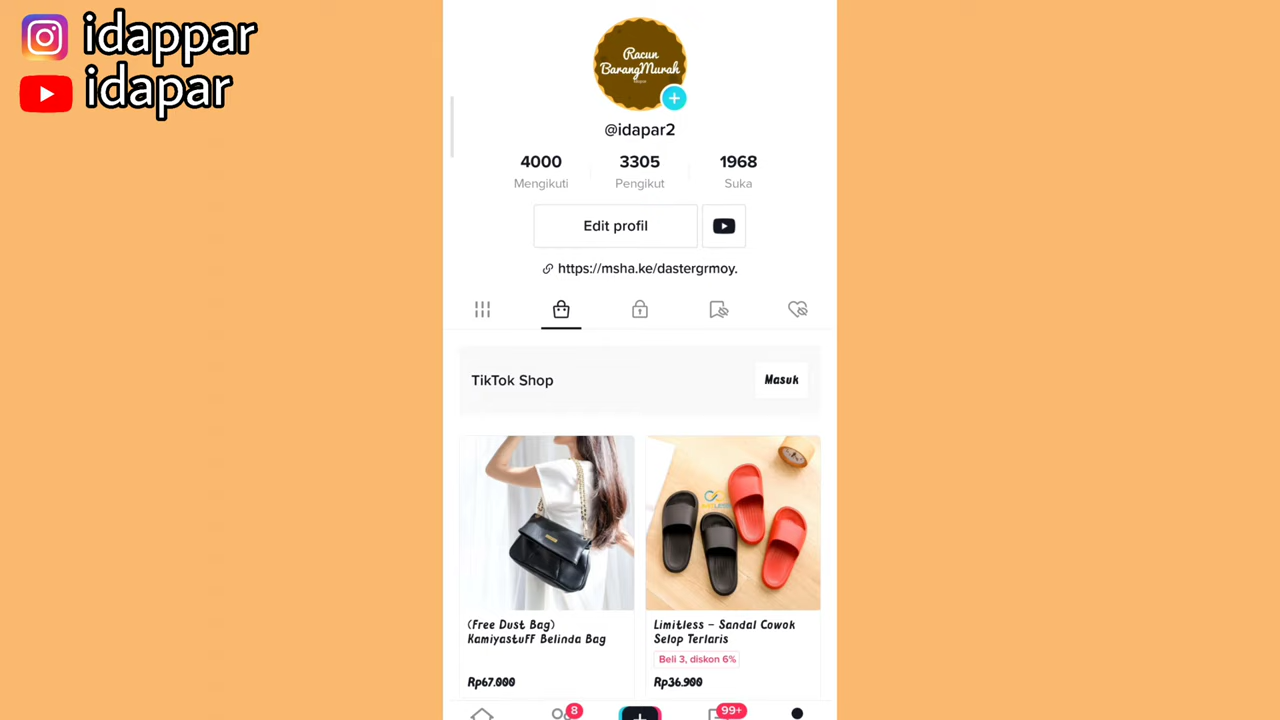 idappar
idapar
Racun
BarangMurah
@idapar2
4000 3305 1968
Mengikuti Pengikut Suka
Edit profil
https://msha.ke/dastergrmoy.
TikTok Shop Masuk
(Free Dust Bag)
Kamiyastuff Belinda Bag
Rp67.000
Limitless - Sandal Cowok
Selop Terlaris
Beli 3, diskon 6%
Rp36.900
8 99+